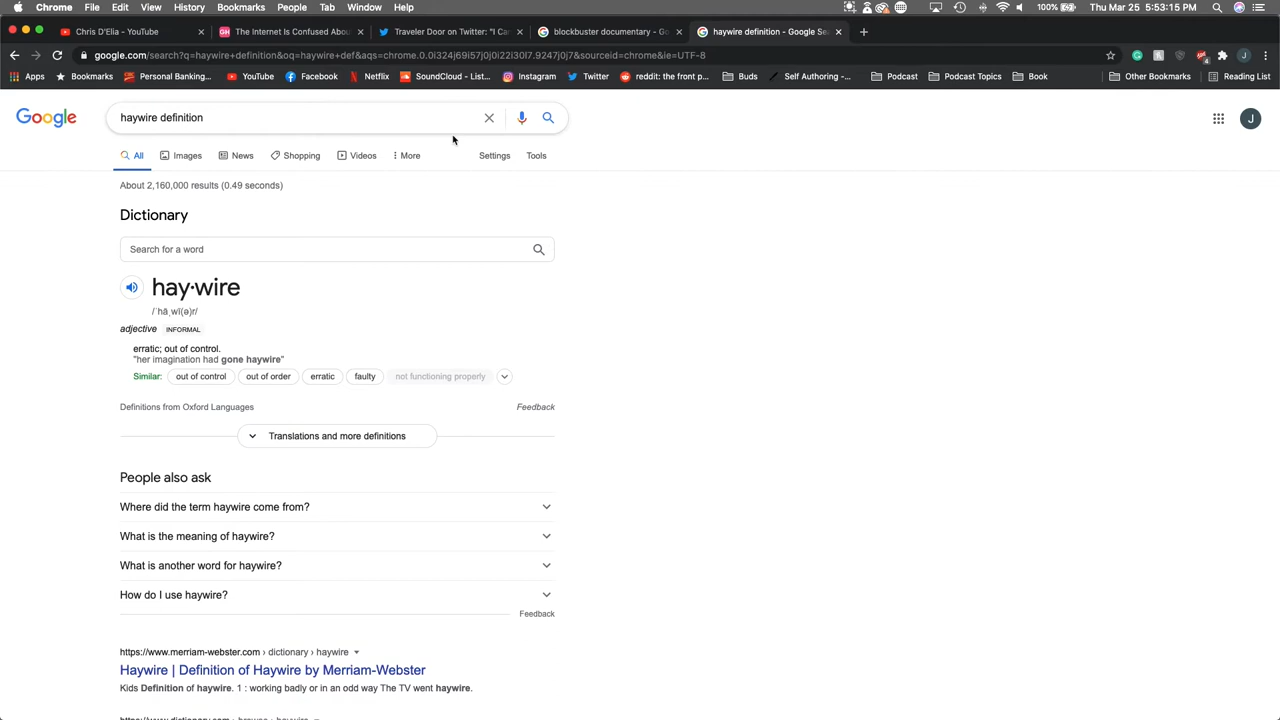 Chrome File Edit View History Bookmarks People Tab Window Help
Chris D'Elia - YouTube
The Internet Is Confused Abou
Traveler Door on Twitter: "I Ca
blockbuster documentary - Go
haywire definition - Google Sea
google.com/search?q=haywire+definition&oq=haywire+def&aqs=chrome.0.0i324j69i57j0j0i22i30l7.9247j0j7&sourceid=chrome&ie=UTF-8
J
Apps Bookmarks Personal Banking... YouTube Facebook Netflix SoundCloud - List... Instagram Twitter reddit: the front p... Buds Self Authoring -... Podcast Podcast Topics Book Other Bookmarks Reading List
Google
haywire definition
J
All Images News Shopping Videos More Settings Tools
About 2,160,000 results (0.49 seconds)
Dictionary
Search for a word
hay·wire
/ˈhāˌwī(ə)r/
adjective INFORMAL
erratic; out of control.
"her imagination had gone haywire"
Similar: out of control out of order erratic faulty not functioning properly
Definitions from Oxford Languages Feedback
Translations and more definitions
People also ask
Where did the term haywire come from?
What is the meaning of haywire?
What is another word for haywire?
How do I use haywire?
Feedback
https://www.merriam-webster.com › dictionary › haywire
Haywire | Definition of Haywire by Merriam-Webster
Kids Definition of haywire. 1 : working badly or in an odd way The TV went haywire.